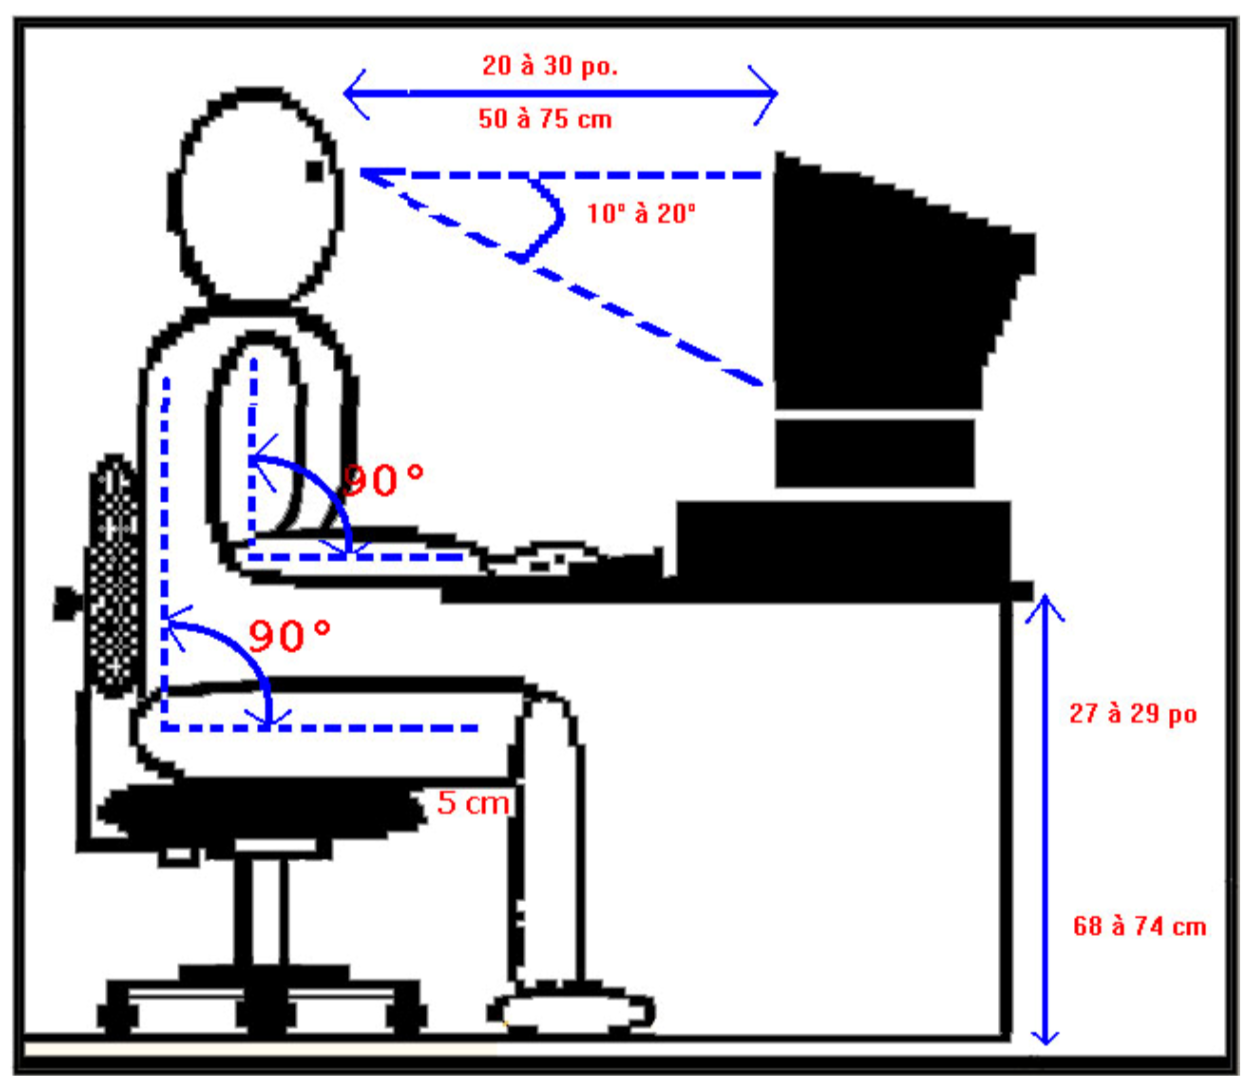 20 à 30 po.
50 à 75 cm
10° à 20°
90°
90°
27 à 29 po
5 cm
68 à 74 cm